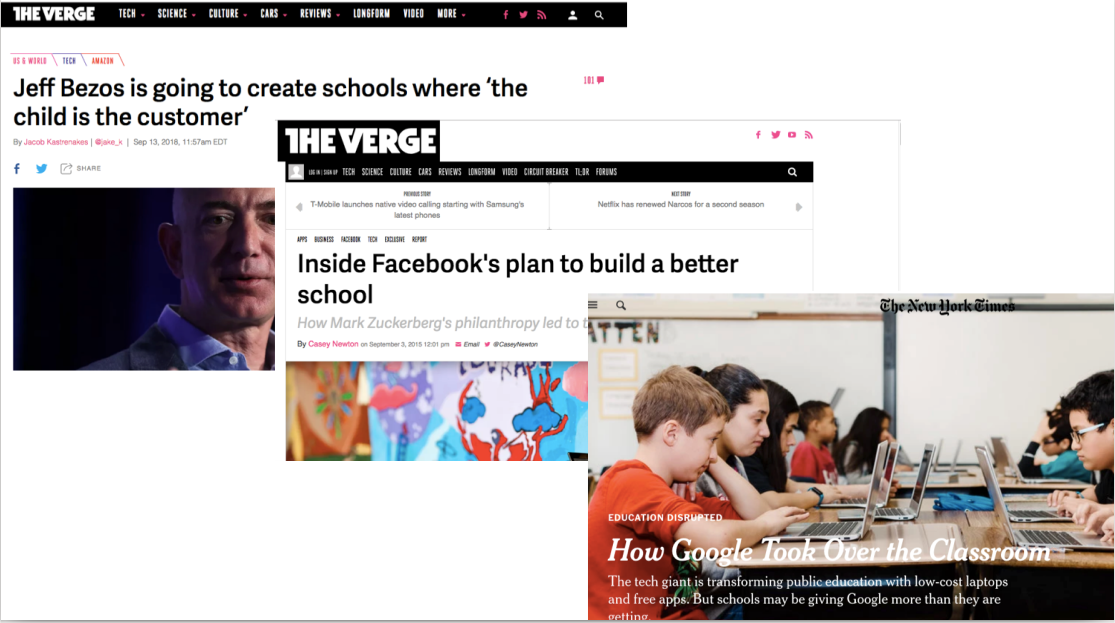 THE VERGE
TECH SCIENCE CULTURE CARS REVIEWS LONGFORM VIDEO MORE
US & WORLD TECH AMAZON
Jeff Bezos is going to create schools where ‘the
child is the customer’
101
By Jacob Kastrenakes | @jake_k | Sep 13, 2018, 11:57am EDT
SHARE
THE VERGE
LOG IN | SIGN UP TECH SCIENCE CULTURE CARS REVIEWS LONGFORM VIDEO CIRCUIT BREAKER TL;DR FORUMS
PREVIOUS STORY
T-Mobile launches native video calling starting with Samsung's
latest phones
NEXT STORY
Netflix has renewed Narcos for a second season
APPS BUSINESS FACEBOOK TECH EXCLUSIVE REPORT
Inside Facebook's plan to build a better
school
How Mark Zuckerberg's philanthropy led to
By Casey Newton on September 3, 2015 12:01 pm Email @CaseyNewton
The New York Times
EDUCATION DISRUPTED
How Google Took Over the Classroom
The tech giant is transforming public education with low-cost laptops
and free apps. But schools may be giving Google more than they are
getting.